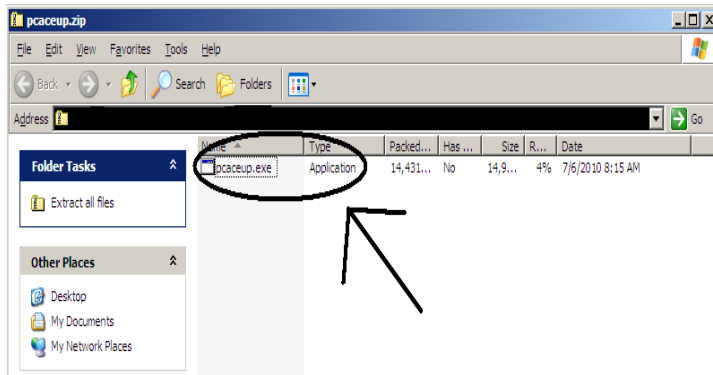 pcaceup.zip
File Edit View Favorites Tools Help
Back Search Folders
Address Go
Name Type Packed... Has ... Size R... Date
pcaceup.exe Application 14,431... No 14,9... 4% 7/6/2010 8:15 AM
Folder Tasks
Extract all files
Other Places
Desktop
My Documents
My Network Places